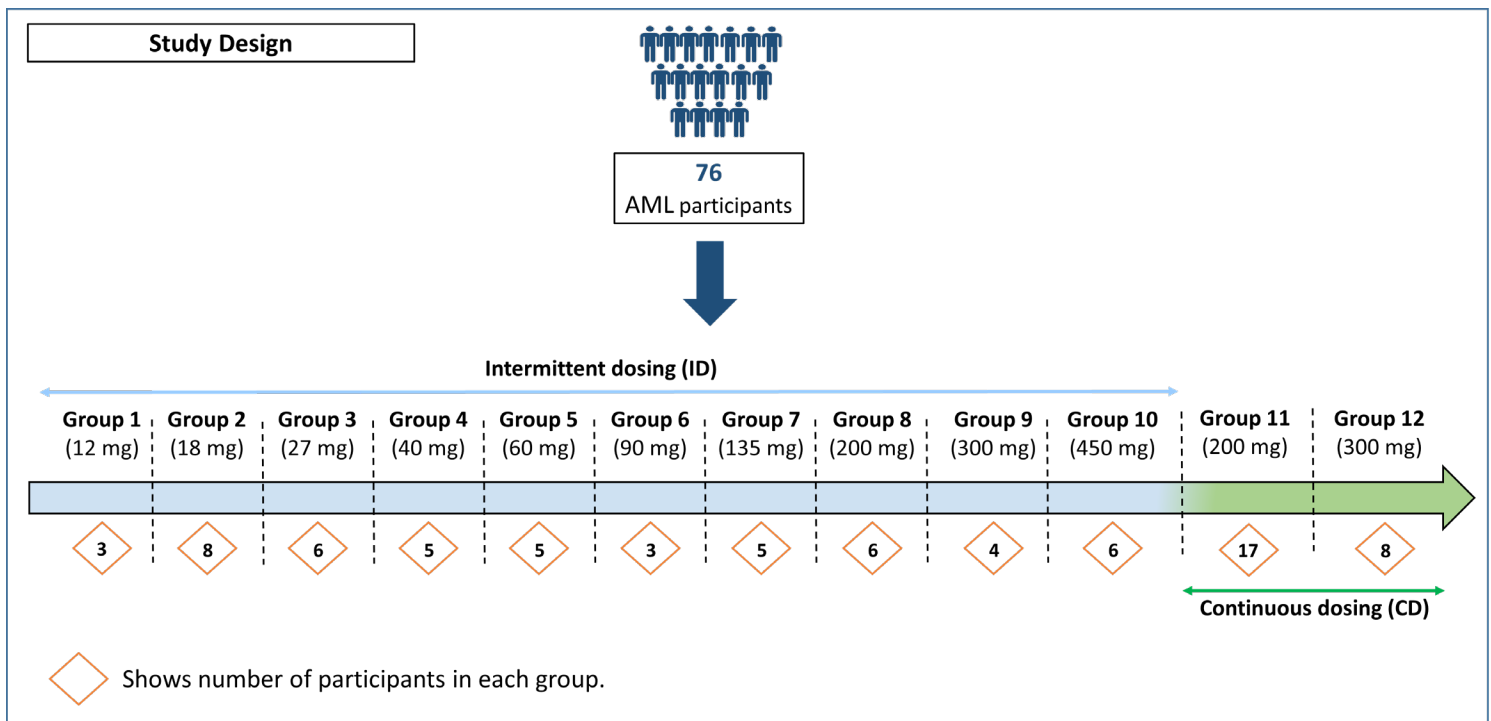 Study Design
76
AML participants
Intermittent dosing (ID)
Group 1 Group 2 Group 3 Group 4 Group 5 Group 6 Group 7 Group 8 Group 9 Group 10 Group 11 Group 12
(12 mg) (18 mg) (27 mg) (40 mg) (60 mg) (90 mg) (135 mg) (200 mg) (300 mg) (450 mg) (200 mg) (300 mg)
3 8 6 5 5 3 5 6 4 6 17 8
Continuous dosing (CD)
Shows number of participants in each group.